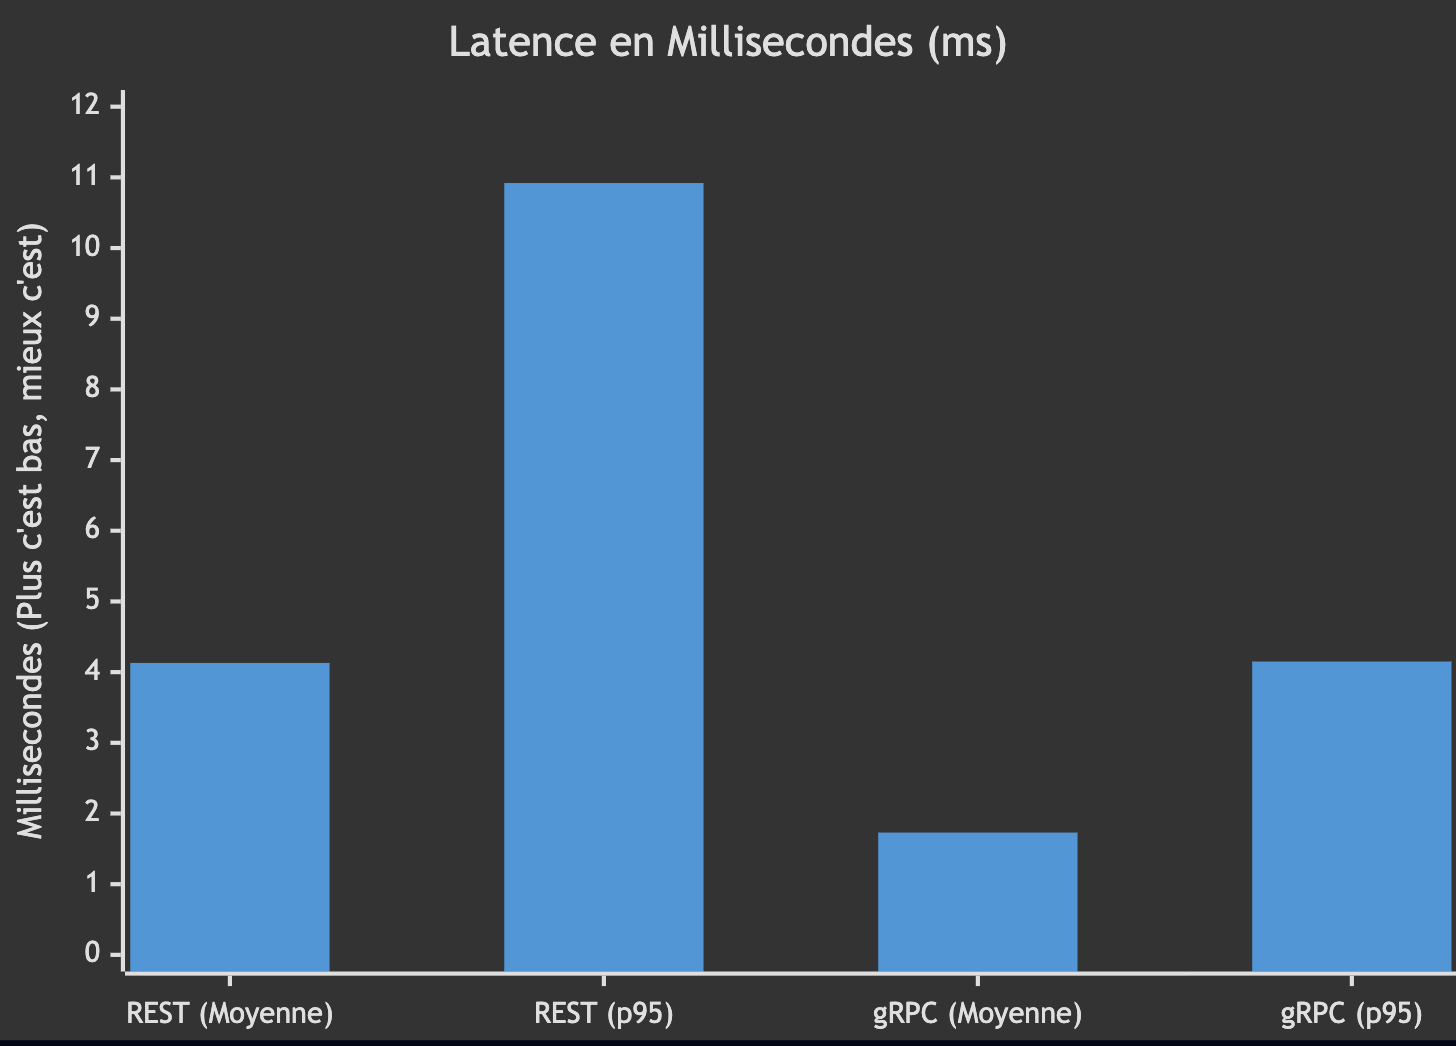 Latence en Millisecondes (ms)
Millisecondes (Plus c'est bas, mieux c'est)
12
11
10
9
8
7
6
5
4
3
2
1
0
REST (Moyenne)
REST (p95)
gRPC (Moyenne)
gRPC (p95)